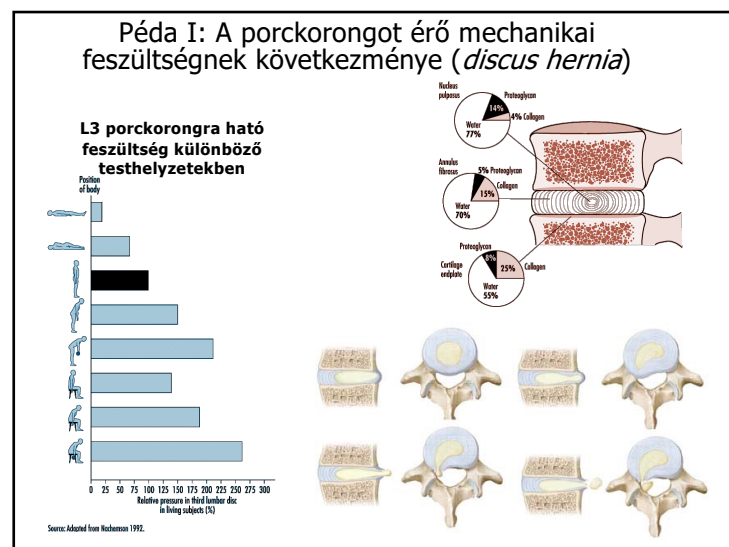 Péda I: A porckorongot érő mechanikai
feszültségnek következménye (discus hernia)
L3 porckorongra ható
feszültség különböző
testhelyzetekben
Position
of body
0 25 50 75 100 125 150 175 200 225 250 275 300
Relative pressure in third lumbar disc
in living subjects (%)
Source: Adapted from Nachemson 1992.
Nucleus
pulposus
Proteoglycan
14%
4% Collagen
Water
77%
Annulus
fibrosus
5% Proteoglycan
Collagen
15%
Water
70%
Proteoglycan
8%
Cartilage
endplate
25%
Collagen
Water
55%